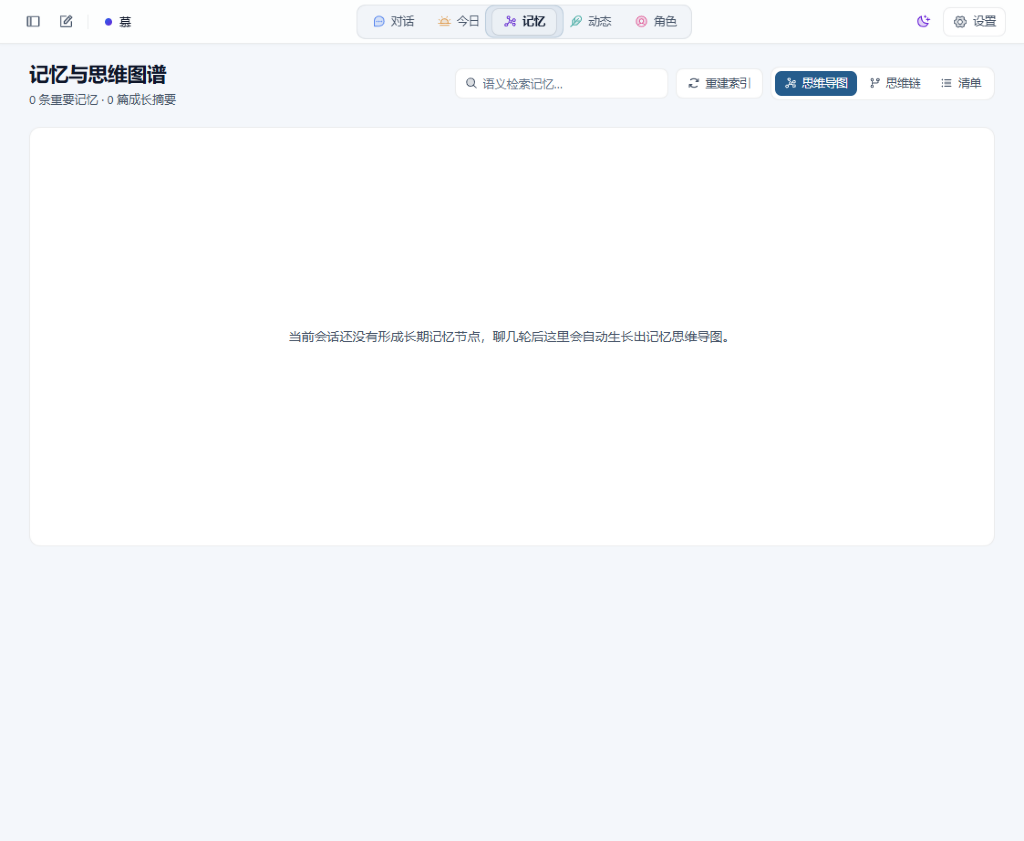 慕
对话 今日 记忆 动态 角色
设置
记忆与思维图谱
0 条重要记忆 · 0 篇成长摘要
语义检索记忆...
重建索引
思维导图 思维链 清单
当前会话还没有形成长期记忆节点，聊几轮后这里会自动生长出记忆思维导图。